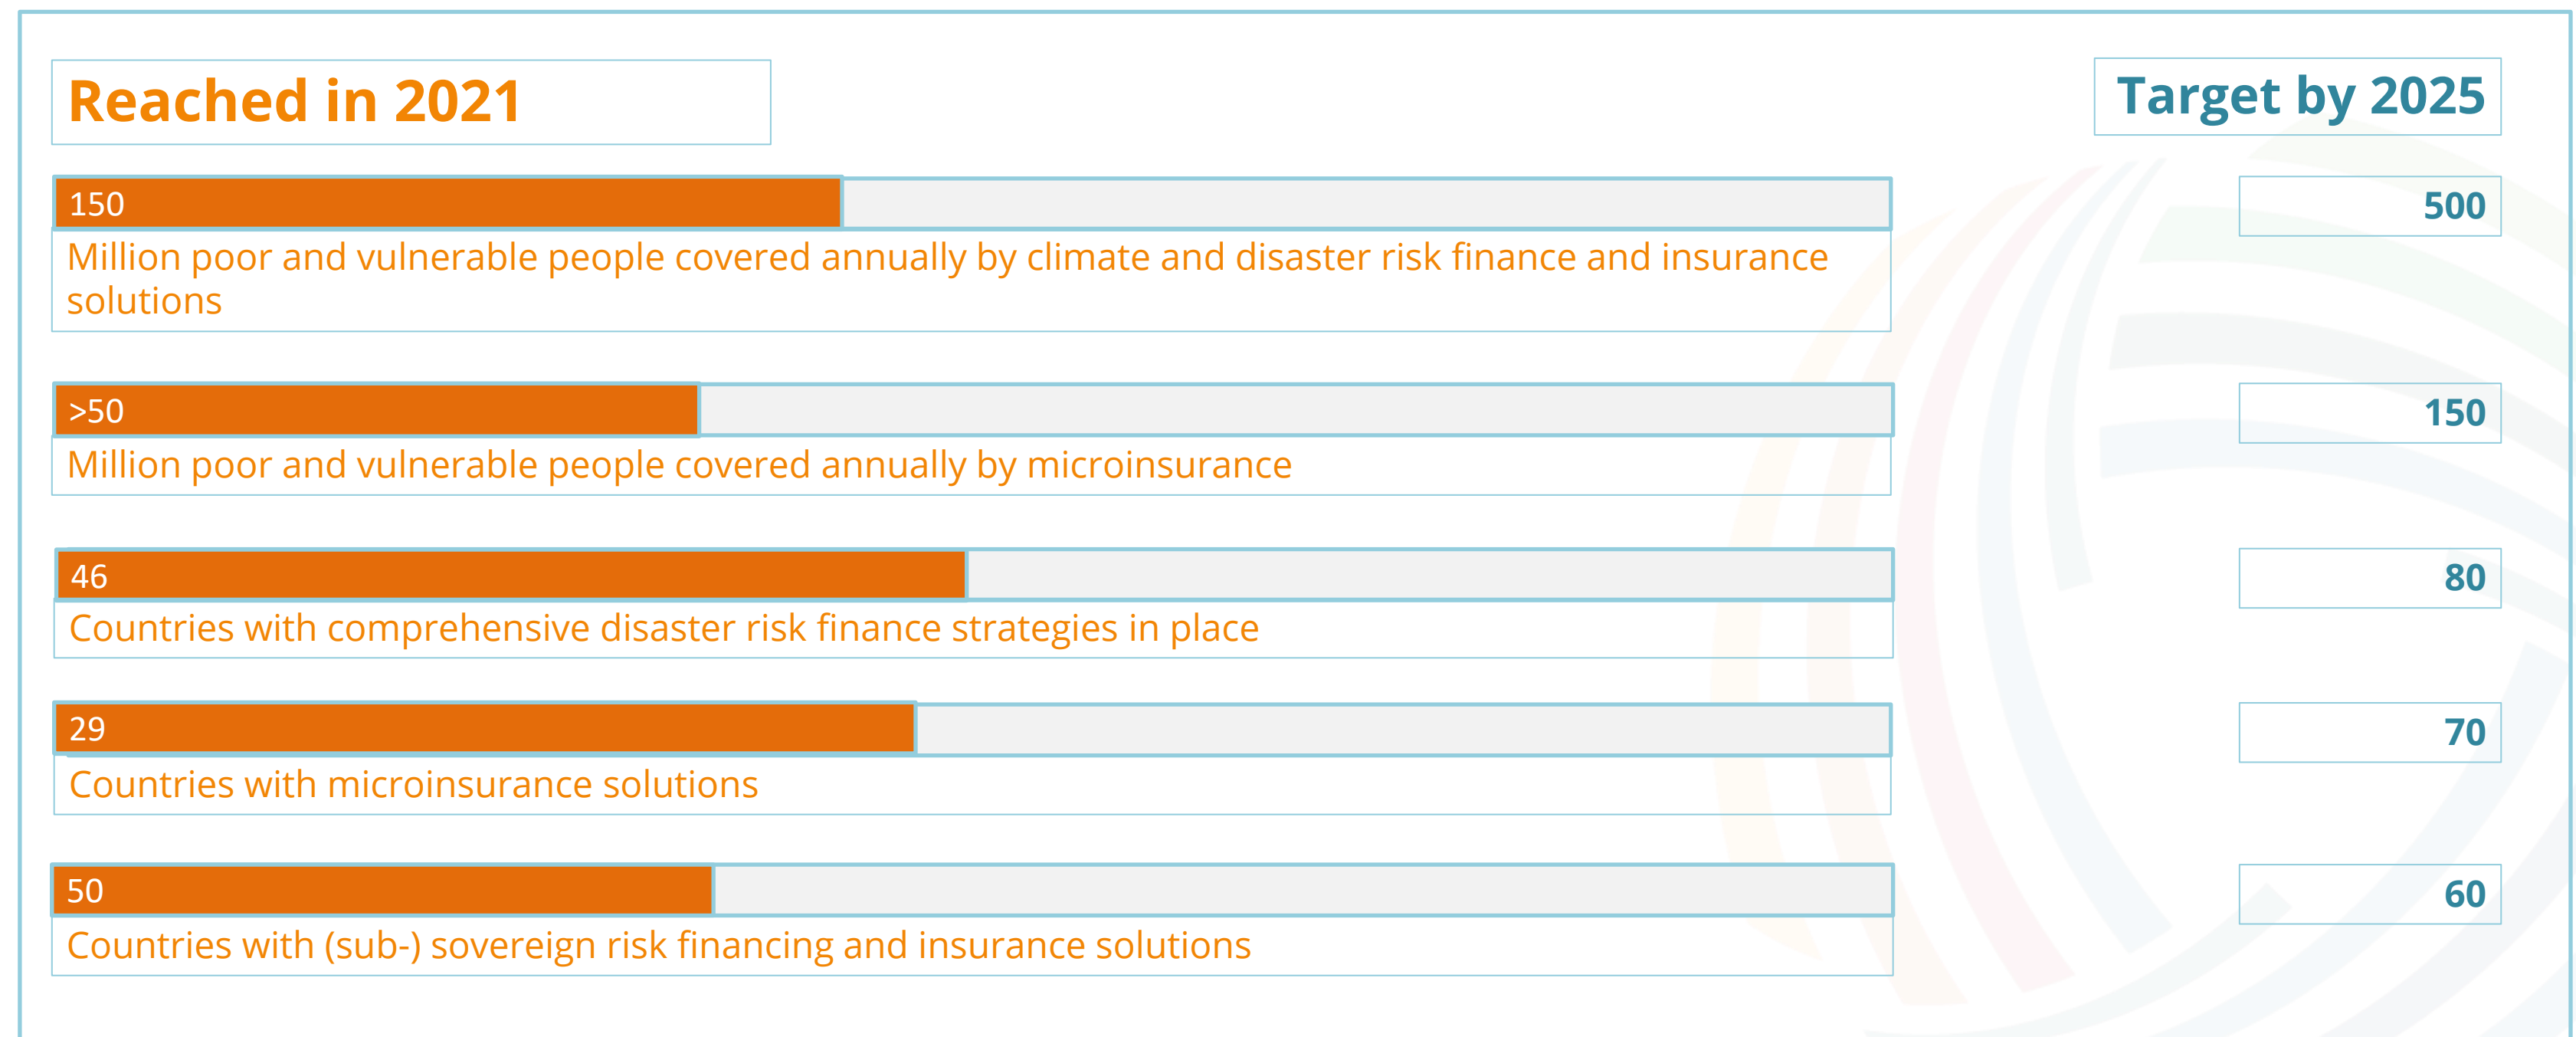 Reached in 2021
Target by 2025
150
500
Million poor and vulnerable people covered annually by climate and disaster risk finance and insurance
solutions
>50
150
Million poor and vulnerable people covered annually by microinsurance
46
80
Countries with comprehensive disaster risk finance strategies in place
29
70
Countries with microinsurance solutions
50
60
Countries with (sub-) sovereign risk financing and insurance solutions